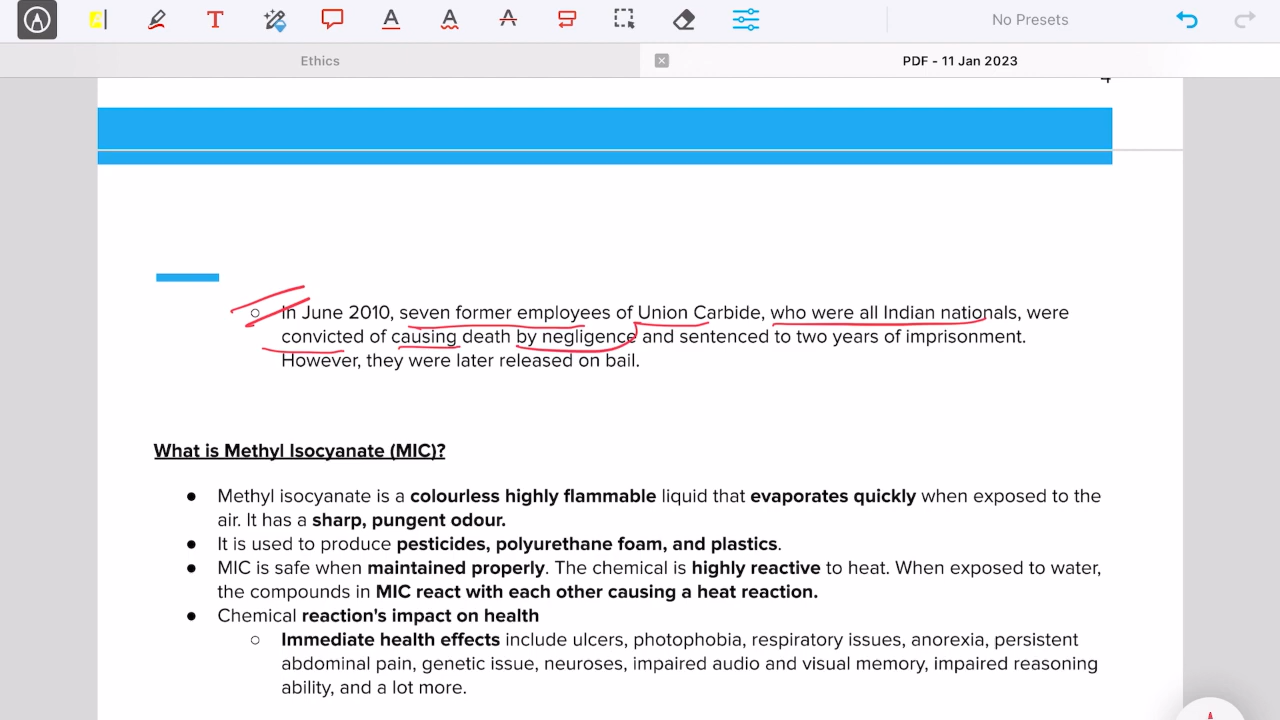 No Presets
Ethics
PDF - 11 Jan 2023
In June 2010, seven former employees of Union Carbide, who were all Indian nationals, were
convicted of causing death by negligence and sentenced to two years of imprisonment.
However, they were later released on bail.
What is Methyl Isocyanate (MIC)?
Methyl isocyanate is a colourless highly flammable liquid that evaporates quickly when exposed to the
air. It has a sharp, pungent odour.
It is used to produce pesticides, polyurethane foam, and plastics.
MIC is safe when maintained properly. The chemical is highly reactive to heat. When exposed to water,
the compounds in MIC react with each other causing a heat reaction.
Chemical reaction's impact on health
Immediate health effects include ulcers, photophobia, respiratory issues, anorexia, persistent
abdominal pain, genetic issue, neuroses, impaired audio and visual memory, impaired reasoning
ability, and a lot more.